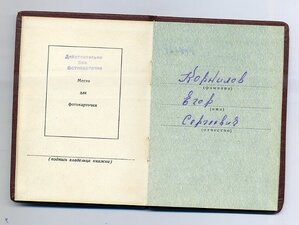 Действительно
без
фотокарточки
Место
для
фотокарточки
(подпись владельца книжки)
Корнилов
(фамилия)
Егор
(имя)
Сергеевич
(отчество)